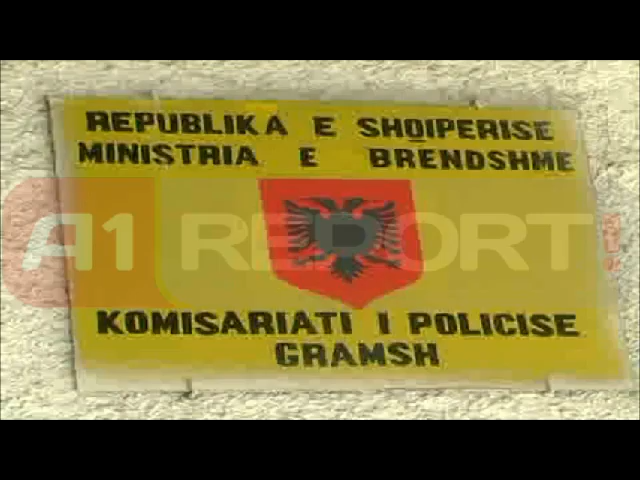 REPUBLIKA E SHQIPERISE
MINISTRIA E BRENDSHME
A1 REPORT!
KOMISARIATI I POLICISE
GRAMSH